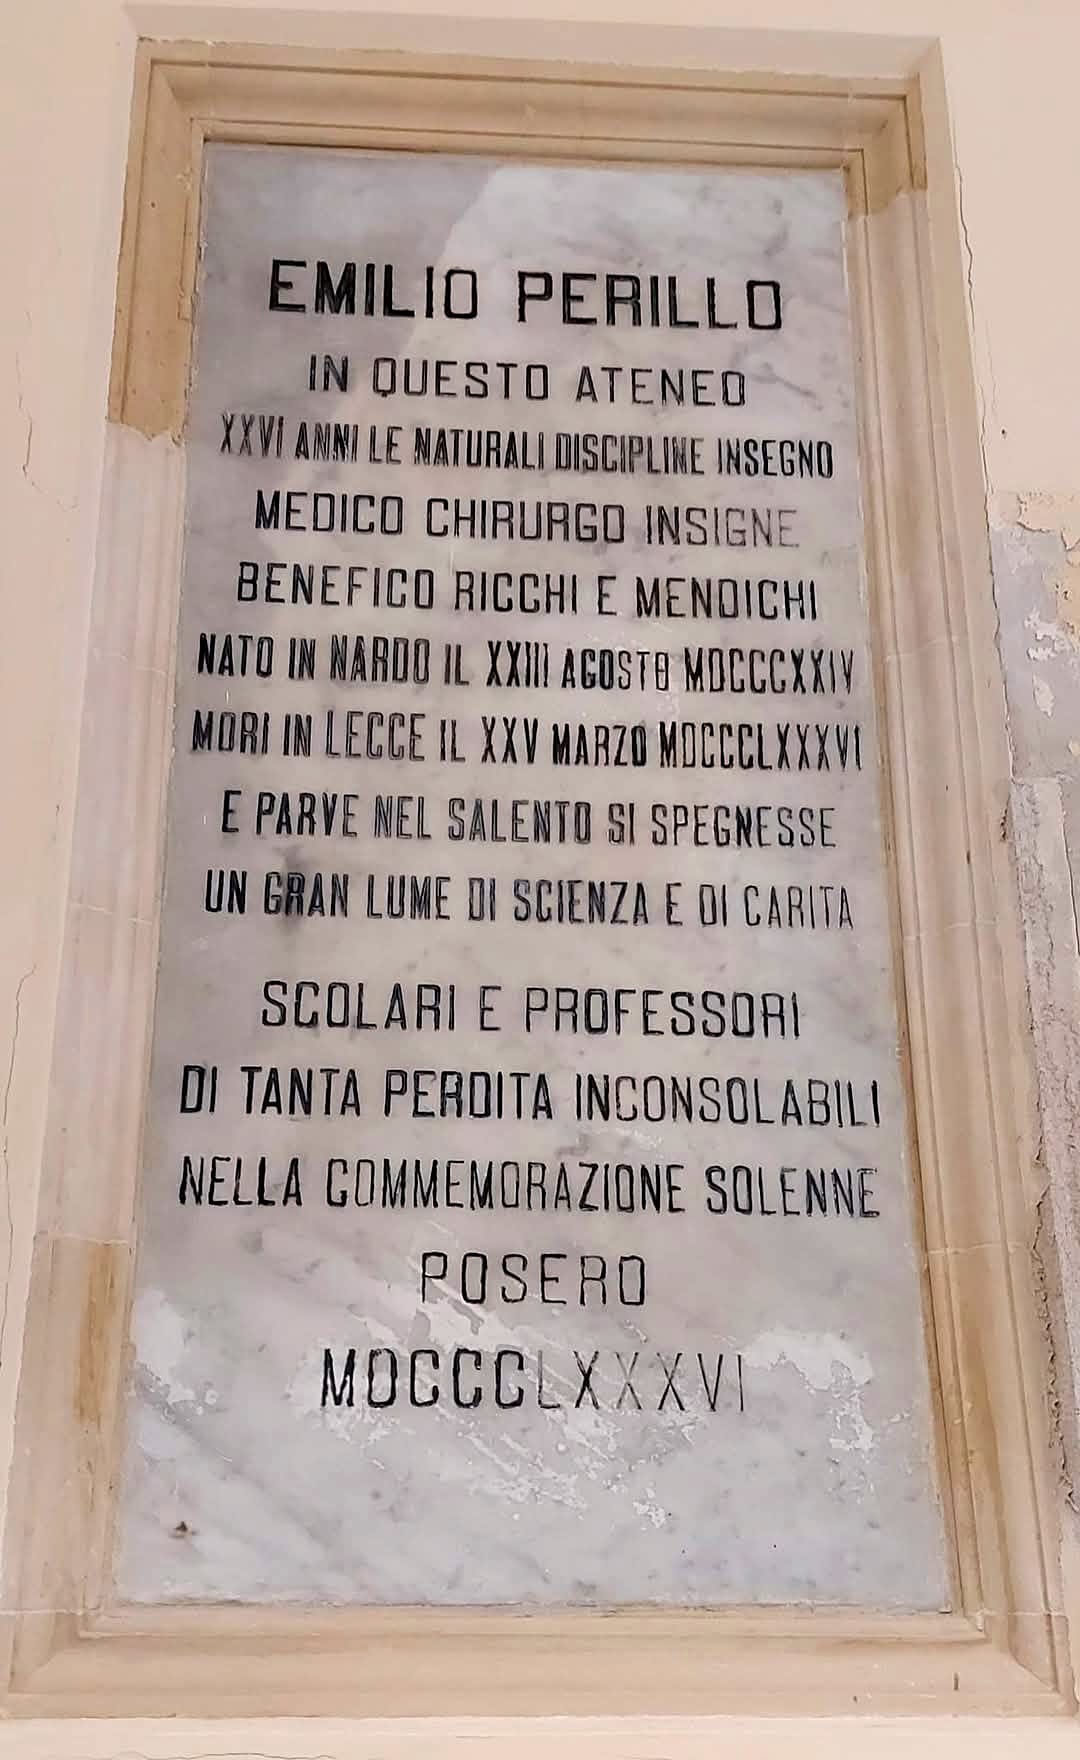 EMILIO PERILLO
IN QUESTO ATENEO
XXVI ANNI LE NATURALI DISCIPLINE INSEGNO
MEDICO CHIRURGO INSIGNE
BENEFICO RICCHI E MENDICHI
NATO IN NARDO IL XXIII AGOSTO MDCCCXXIV
MORI IN LECCE IL XXV MARZO MDCCCLXXXVI
E PARVE NEL SALENTO SI SPEGNESSE
UN GRAN LUME DI SCIENZA E DI CARITA
SCOLARI E PROFESSORI
DI TANTA PERDITA INCONSOLABILI
NELLA COMMEMORAZIONE SOLENNE
POSERO
MDCCCLXXXVI